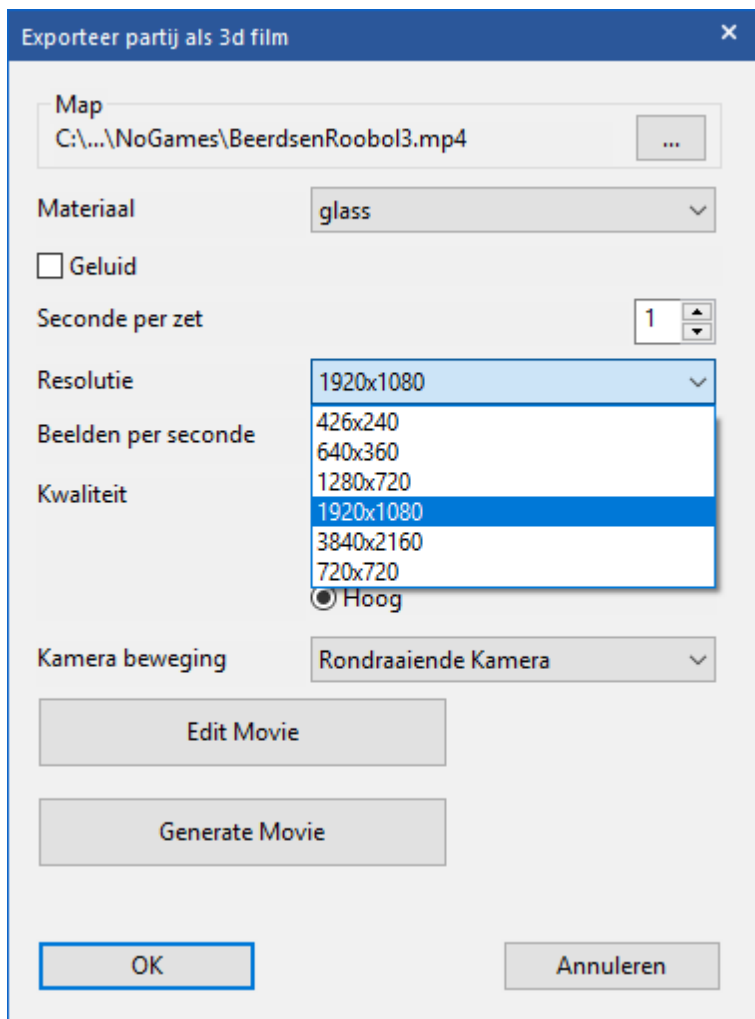 Exporteer partij als 3d film
Map
C:\...\NoGames\BeerdsenRoobol3.mp4
...
Materiaal
glass
Geluid
Seconde per zet
1
Resolutie
1920x1080
426x240
640x360
1280x720
1920x1080
3840x2160
720x720
Beelden per seconde
Kwaliteit
Hoog
Kamera beweging
Rondraaiende Kamera
Edit Movie
Generate Movie
OK
Annuleren